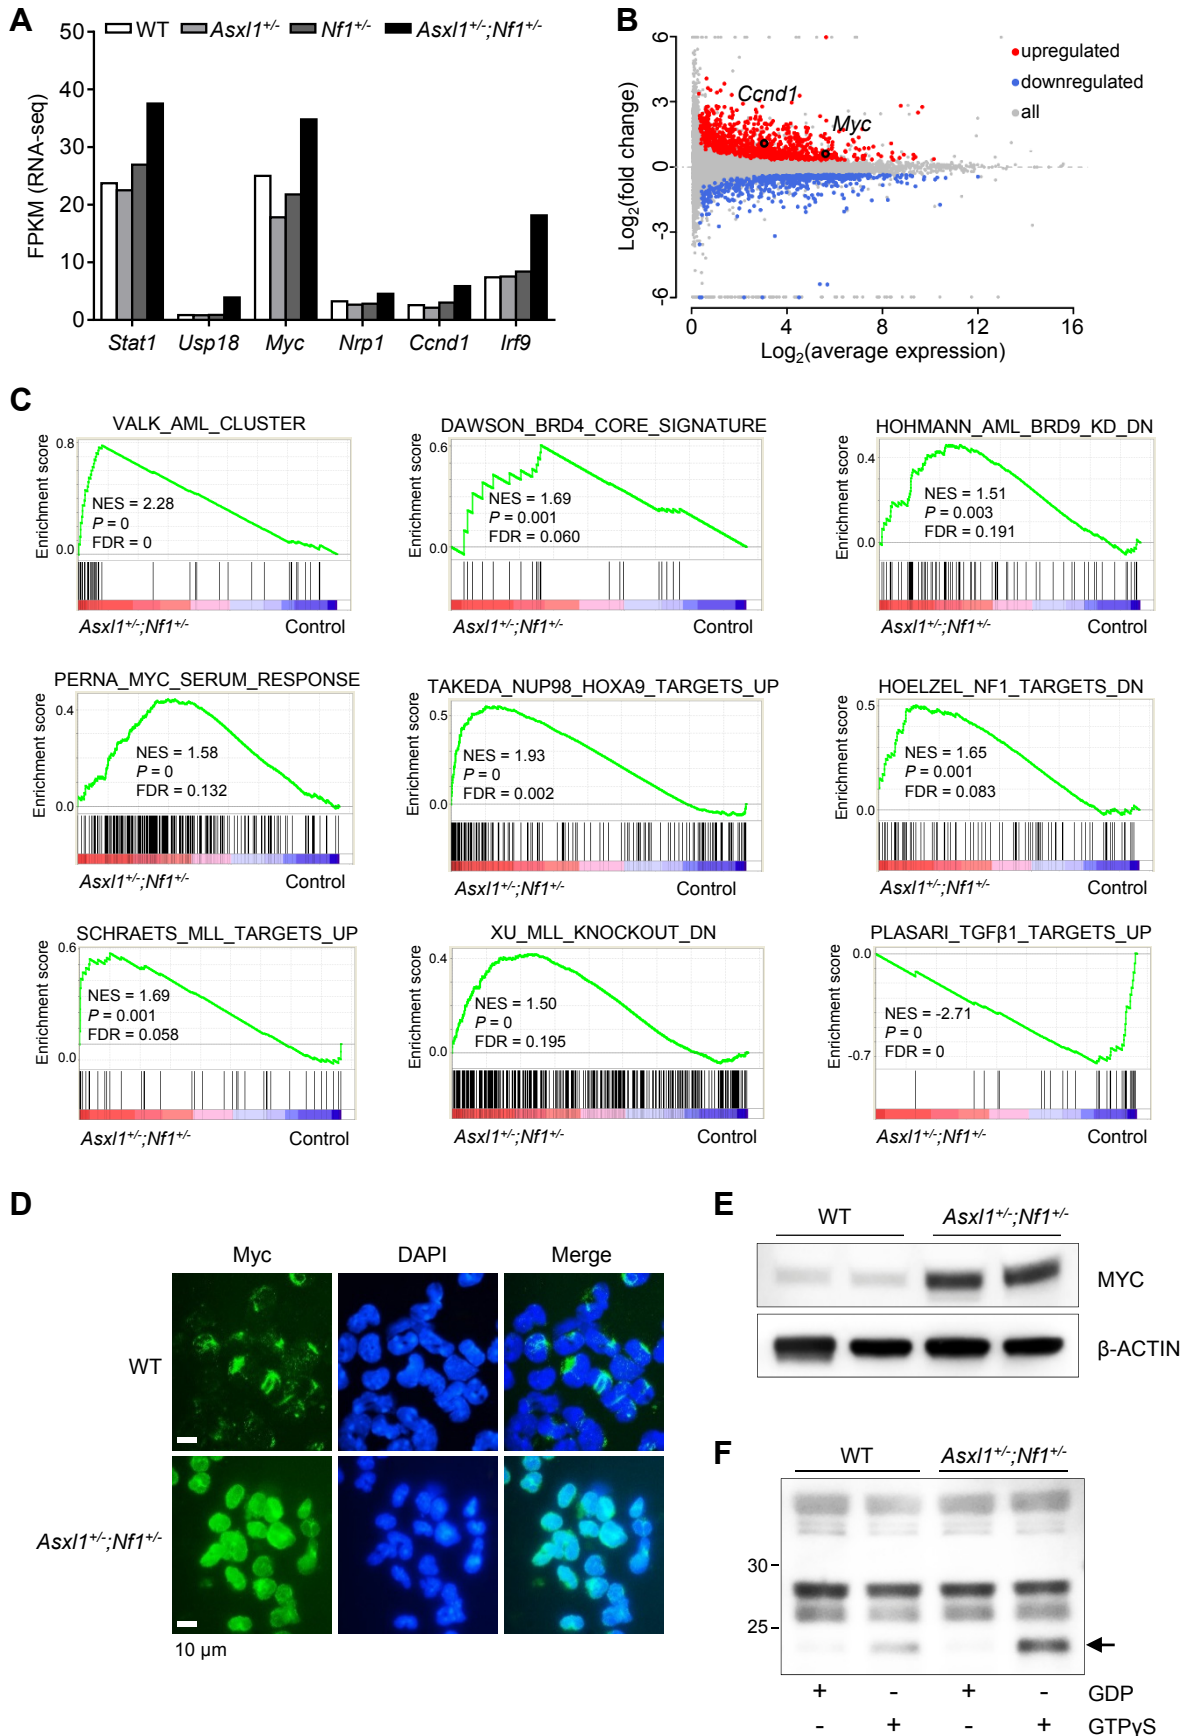 A
WT Asxl1+/- Nf1+/- Asxl1+/-;Nf1+/-
FPKM (RNA-seq)
50
40
30
20
10
0
Stat1 Usp18 Myc Nrp1 Ccnd1 Irf9
B
Log2(fold change)
6
3
0
-3
-6
upregulated
downregulated
all
Ccnd1
Myc
0 4 8 12 16
Log2(average expression)
C
VALK_AML_CLUSTER
Enrichment score
0.8
0.0
NES = 2.28
P = 0
FDR = 0
Asxl1+/-;Nf1+/- Control
DAWSON_BRD4_CORE_SIGNATURE
Enrichment score
0.6
0.0
NES = 1.69
P = 0.001
FDR = 0.060
Asxl1+/-;Nf1+/- Control
HOHMANN_AML_BRD9_KD_DN
Enrichment score
0.4
0.0
NES = 1.51
P = 0.003
FDR = 0.191
Asxl1+/-;Nf1+/- Control
PERNA_MYC_SERUM_RESPONSE
Enrichment score
0.4
0.0
NES = 1.58
P = 0
FDR = 0.132
Asxl1+/-;Nf1+/- Control
TAKEDA_NUP98_HOXA9_TARGETS_UP
Enrichment score
0.5
0.0
NES = 1.93
P = 0
FDR = 0.002
Asxl1+/-;Nf1+/- Control
HOELZEL_NF1_TARGETS_DN
Enrichment score
0.5
0.0
NES = 1.65
P = 0.001
FDR = 0.083
Asxl1+/-;Nf1+/- Control
SCHRAETS_MLL_TARGETS_UP
Enrichment score
0.6
0.0
NES = 1.69
P = 0.001
FDR = 0.058
Asxl1+/-;Nf1+/- Control
XU_MLL_KNOCKOUT_DN
Enrichment score
0.4
0.0
NES = 1.50
P = 0
FDR = 0.195
Asxl1+/-;Nf1+/- Control
PLASARI_TGFβ1_TARGETS_UP
Enrichment score
0.0
-0.7
NES = -2.71
P = 0
FDR = 0
Asxl1+/-;Nf1+/- Control
D
Myc DAPI Merge
WT
Asxl1+/-;Nf1+/-
10 μm
E
WT Asxl1+/-;Nf1+/-
MYC
β-ACTIN
F
WT Asxl1+/-;Nf1+/-
30
25
+ - + - GDP
- + - + GTPγS